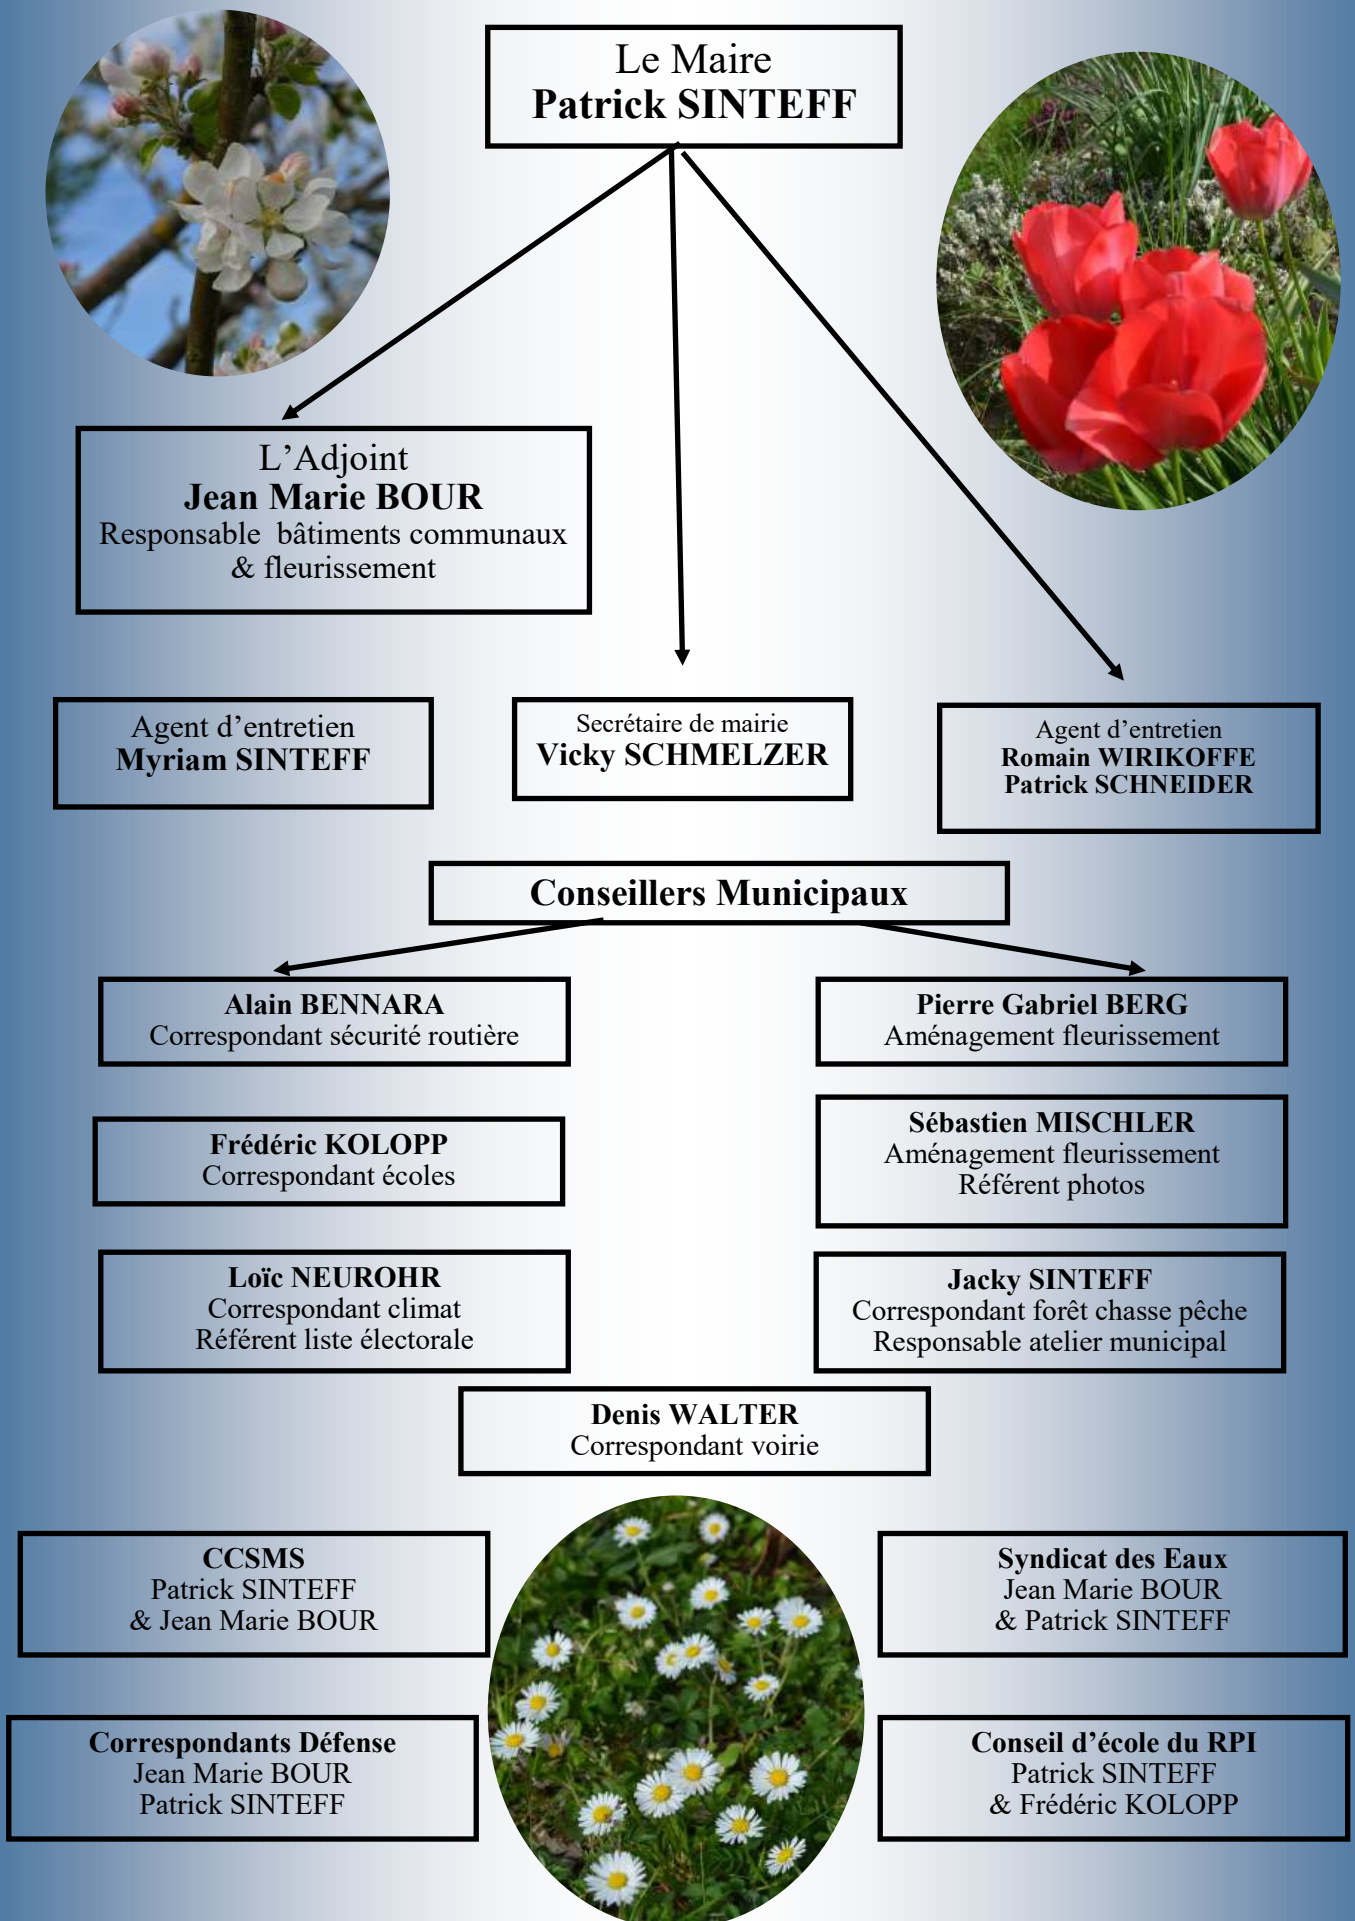 Le Maire
Patrick SINTEFF
L’Adjoint
Jean Marie BOUR
Responsable bâtiments communaux
& fleurissement
Agent d’entretien
Myriam SINTEFF
Secrétaire de mairie
Vicky SCHMELZER
Agent d’entretien
Romain WIRIKOFFE
Patrick SCHNEIDER
Conseillers Municipaux
Alain BENNARA
Correspondant sécurité routière
Pierre Gabriel BERG
Aménagement fleurissement
Frédéric KOLOPP
Correspondant écoles
Sébastien MISCHLER
Aménagement fleurissement
Référent photos
Loïc NEUROHR
Correspondant climat
Référent liste électorale
Jacky SINTEFF
Correspondant forêt chasse pêche
Responsable atelier municipal
Denis WALTER
Correspondant voirie
CCSMS
Patrick SINTEFF
& Jean Marie BOUR
Syndicat des Eaux
Jean Marie BOUR
& Patrick SINTEFF
Correspondants Défense
Jean Marie BOUR
Patrick SINTEFF
Conseil d’école du RPI
Patrick SINTEFF
& Frédéric KOLOPP